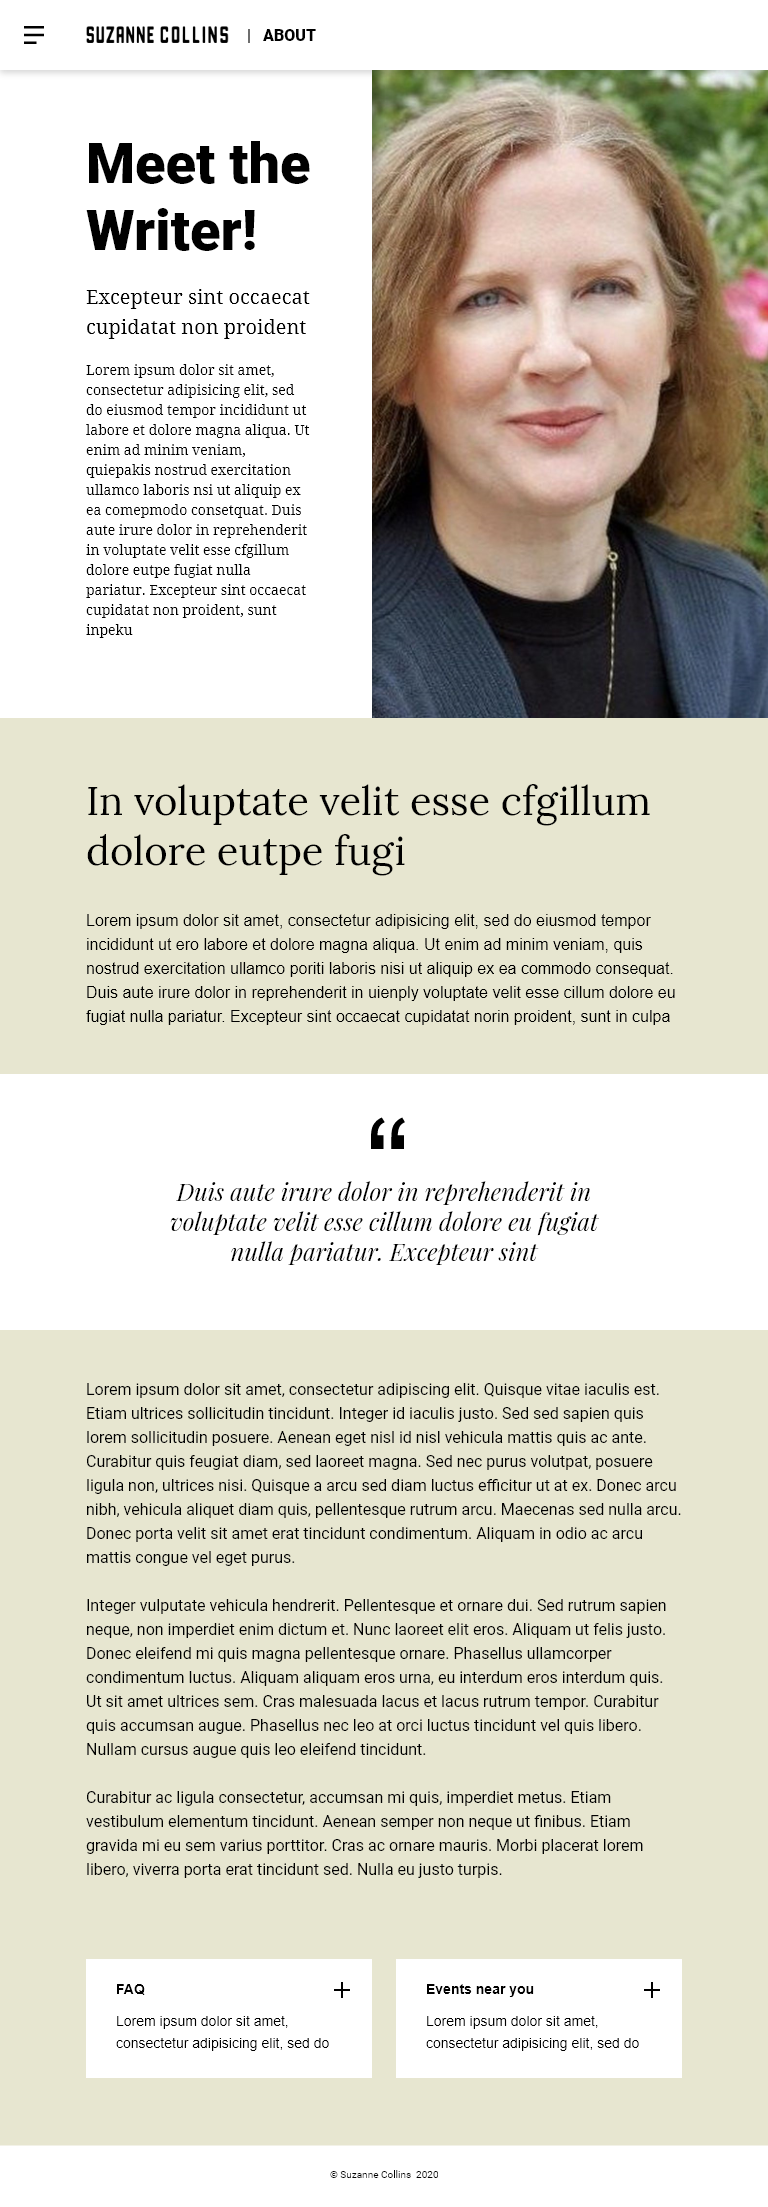 SUZANNE COLLINS | ABOUT
Meet the
Writer!
Excepteur sint occaecat
cupidatat non proident
Lorem ipsum dolor sit amet,
consectetur adipisicing elit, sed
do eiusmod tempor incididunt ut
labore et dolore magna aliqua. Ut
enim ad minim veniam,
quiepakis nostrud exercitation
ullamco laboris nsi ut aliquip ex
ea comepmodo consetquat. Duis
aute irure dolor in reprehenderit
in voluptate velit esse cfgillum
dolore eutpe fugiat nulla
pariatur. Excepteur sint occaecat
cupidatat non proident, sunt
inpeku
In voluptate velit esse cfgillum
dolore eutpe fugi
Lorem ipsum dolor sit amet, consectetur adipisicing elit, sed do eiusmod tempor
incididunt ut ero labore et dolore magna aliqua. Ut enim ad minim veniam, quis
nostrud exercitation ullamco poriti laboris nisi ut aliquip ex ea commodo consequat.
Duis aute irure dolor in reprehenderit in uienply voluptate velit esse cillum dolore eu
fugiat nulla pariatur. Excepteur sint occaecat cupidatat norin proident, sunt in culpa
“
Duis aute irure dolor in reprehenderit in
voluptate velit esse cillum dolore eu fugiat
nulla pariatur. Excepteur sint
Lorem ipsum dolor sit amet, consectetur adipiscing elit. Quisque vitae iaculis est.
Etiam ultrices sollicitudin tincidunt. Integer id iaculis justo. Sed sed sapien quis
lorem sollicitudin posuere. Aenean eget nisl id nisl vehicula mattis quis ac ante.
Curabitur quis feugiat diam, sed laoreet magna. Sed nec purus volutpat, posuere
ligula non, ultrices nisi. Quisque a arcu sed diam luctus efficitur ut at ex. Donec arcu
nibh, vehicula aliquet diam quis, pellentesque rutrum arcu. Maecenas sed nulla arcu.
Donec porta velit sit amet erat tincidunt condimentum. Aliquam in odio ac arcu
mattis congue vel eget purus.
Integer vulputate vehicula hendrerit. Pellentesque et ornare dui. Sed rutrum sapien
neque, non imperdiet enim dictum et. Nunc laoreet elit eros. Aliquam ut felis justo.
Donec eleifend mi quis magna pellentesque ornare. Phasellus ullamcorper
condimentum luctus. Aliquam aliquam eros urna, eu interdum eros interdum quis.
Ut sit amet ultrices sem. Cras malesuada lacus et lacus rutrum tempor. Curabitur
quis accumsan augue. Phasellus nec leo at orci luctus tincidunt vel quis libero.
Nullam cursus augue quis leo eleifend tincidunt.
Curabitur ac ligula consectetur, accumsan mi quis, imperdiet metus. Etiam
vestibulum elementum tincidunt. Aenean semper non neque ut finibus. Etiam
gravida mi eu sem varius porttitor. Cras ac ornare mauris. Morbi placerat lorem
libero, viverra porta erat tincidunt sed. Nulla eu justo turpis.
FAQ
Lorem ipsum dolor sit amet,
consectetur adipisicing elit, sed do
Events near you
Lorem ipsum dolor sit amet,
consectetur adipisicing elit, sed do
© Suzanne Collins 2020